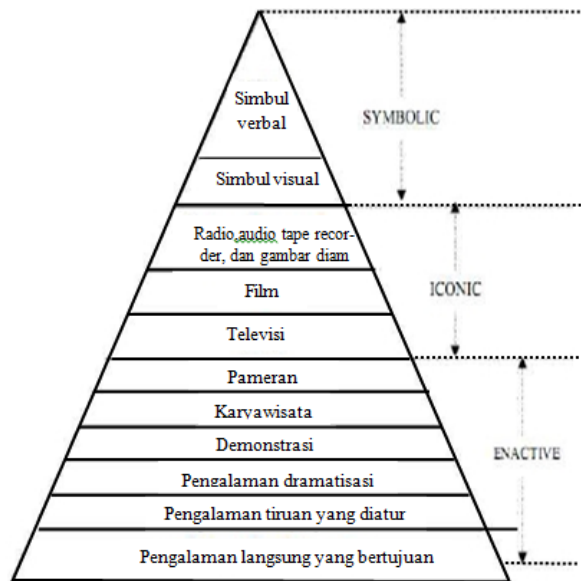 Simbul
verbal
SYMBOLIC
Simbul visual
Radio,audio tape recor-
der, dan gambar diam
Film
ICONIC
Televisi
Pameran
Karyawisata
Demonstrasi
ENACTIVE
Pengalaman dramatisasi
Pengalaman tiruan yang diatur
Pengalaman langsung yang bertujuan